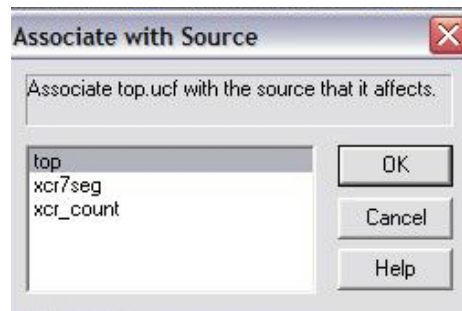 Associate with Source
Associate top.ucf with the source that it affects.
top
xcr7seg
xcr_count
OK
Cancel
Help